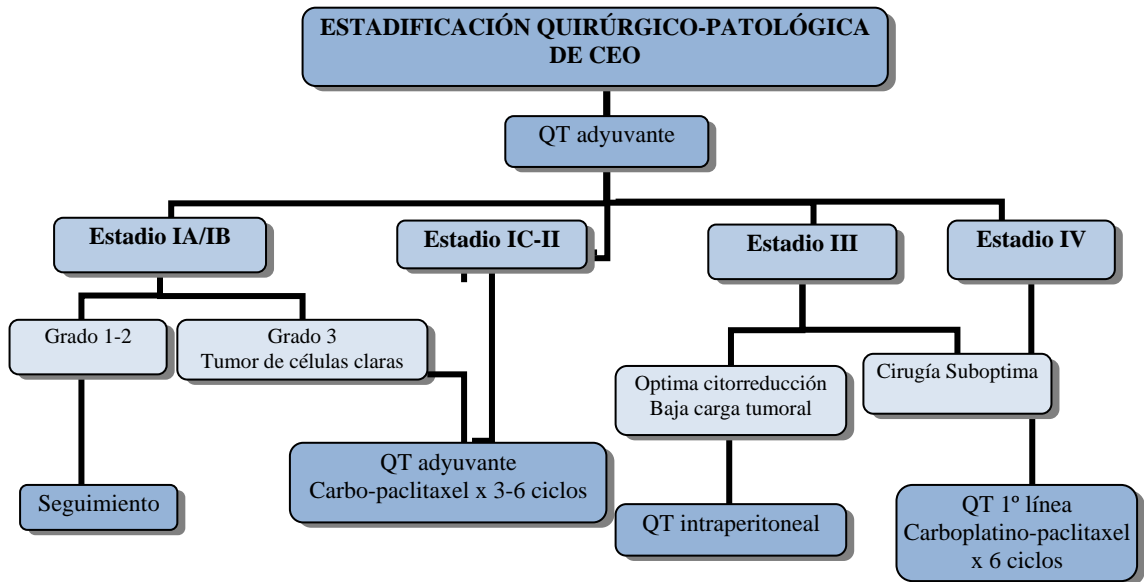 ESTADIFICACIÓN QUIRÚRGICO-PATOLÓGICA
DE CEO
QT adyuvante
Estadio IA/IB
Estadio IC-II
Estadio III
Estadio IV
Grado 1-2
Grado 3
Tumor de células claras
Optima citorreducción
Baja carga tumoral
Cirugía Suboptima
Seguimiento
QT adyuvante
Carbo-paclitaxel x 3-6 ciclos
QT intraperitoneal
QT 1º línea
Carboplatino-paclitaxel
x 6 ciclos